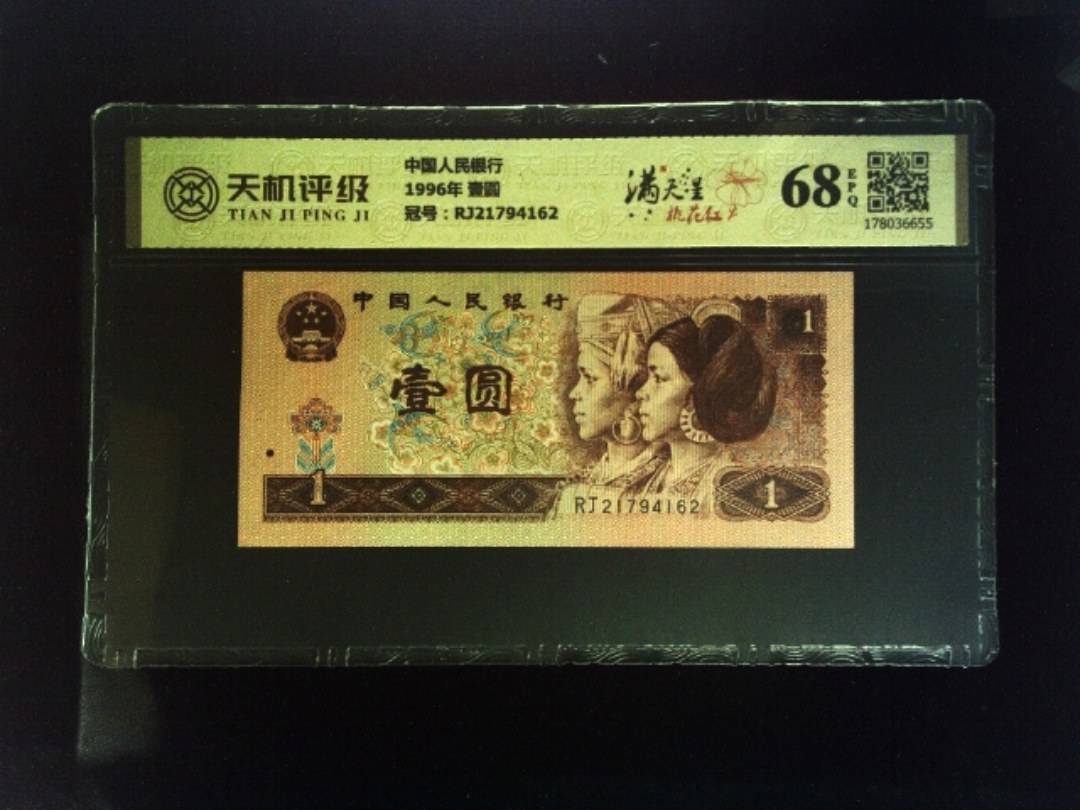 天机评级
TIAN JI PING JI
中国人民银行
1996年 壹圆
冠号：RJ21794162
满天星
桃花红
68
EPQ
178036655
中国人民银行
1
壹圆
1
RJ21794162
1